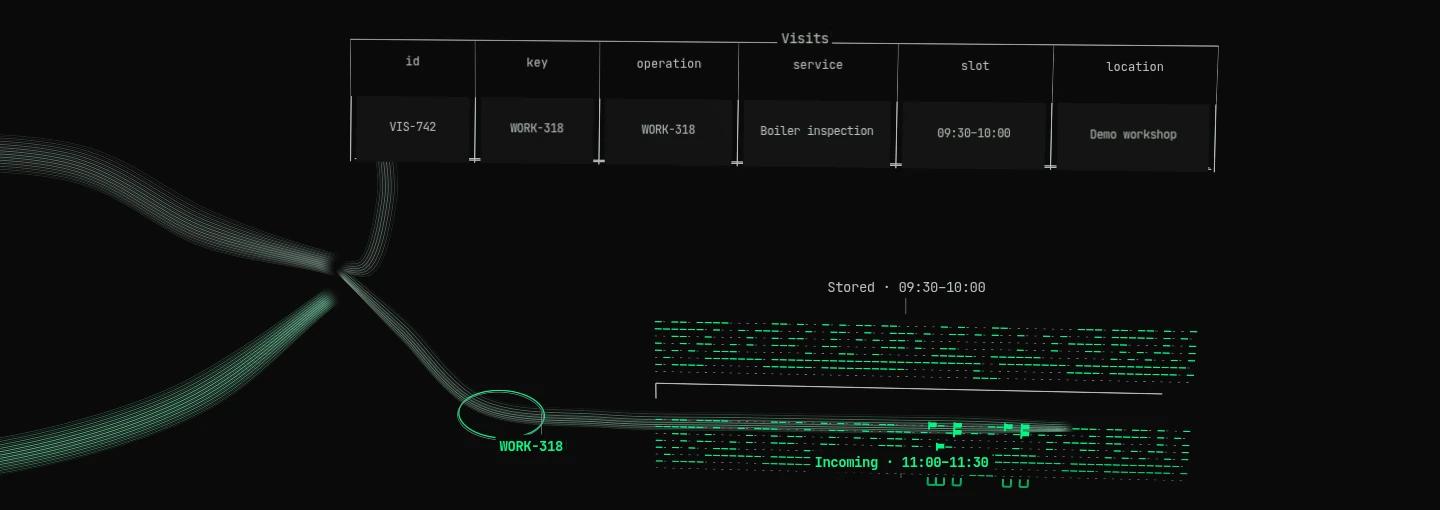 Visits
id key operation service slot location
VIS-742 WORK-318 WORK-318 Boiler inspection 09:30–10:00 Demo workshop
Stored · 09:30–10:00
WORK-318
Incoming · 11:00–11:30